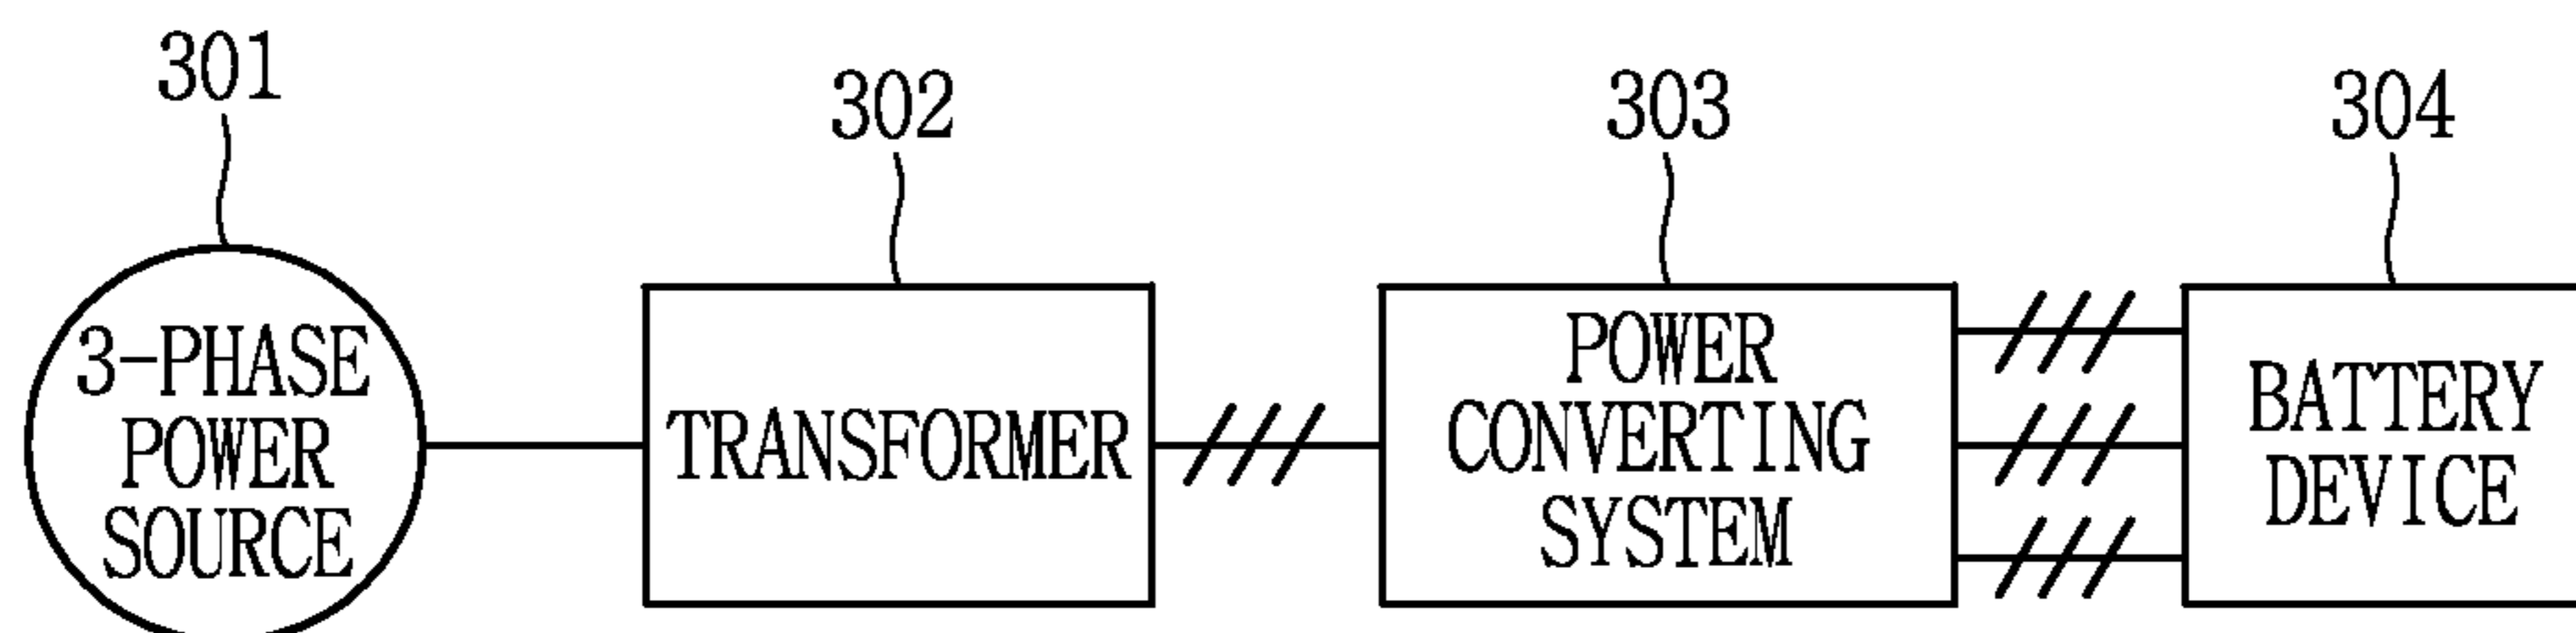 301
302
303
304
3-PHASE
POWER
SOURCE
TRANSFORMER
POWER
CONVERTING
SYSTEM
BATTERY
DEVICE